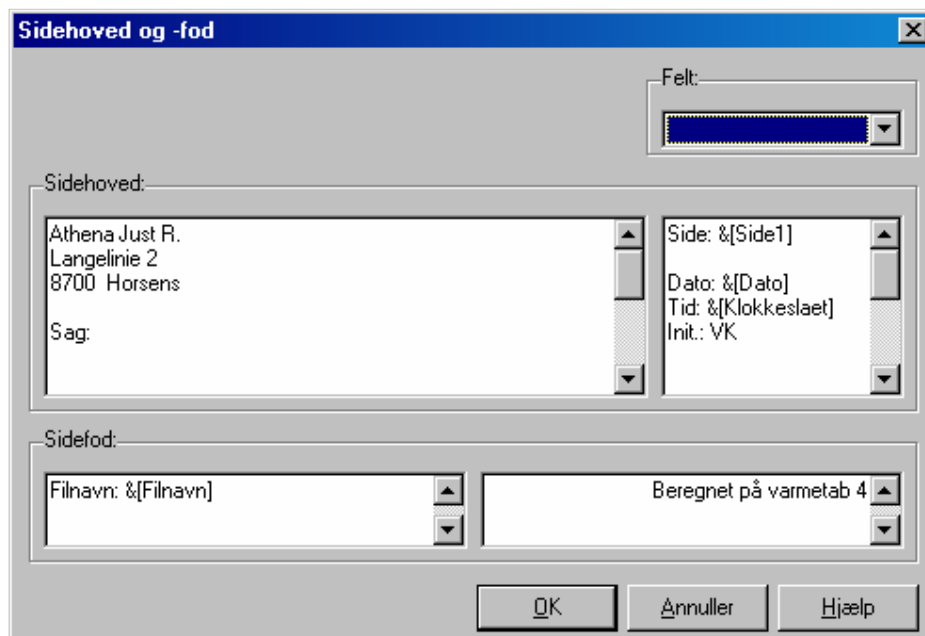 Sidehoved og -fod
Felt:
Sidehoved:
Athena Just R.
Langelinie 2
8700  Horsens
Sag:
Side: &[Side1]
Dato: &[Dato]
Tid: &[Klokkeslaet]
Init.: VK
Sidefod:
Filnavn: &[Filnavn]
Beregnet på varmetab 4
OK
Annuller
Hjælp